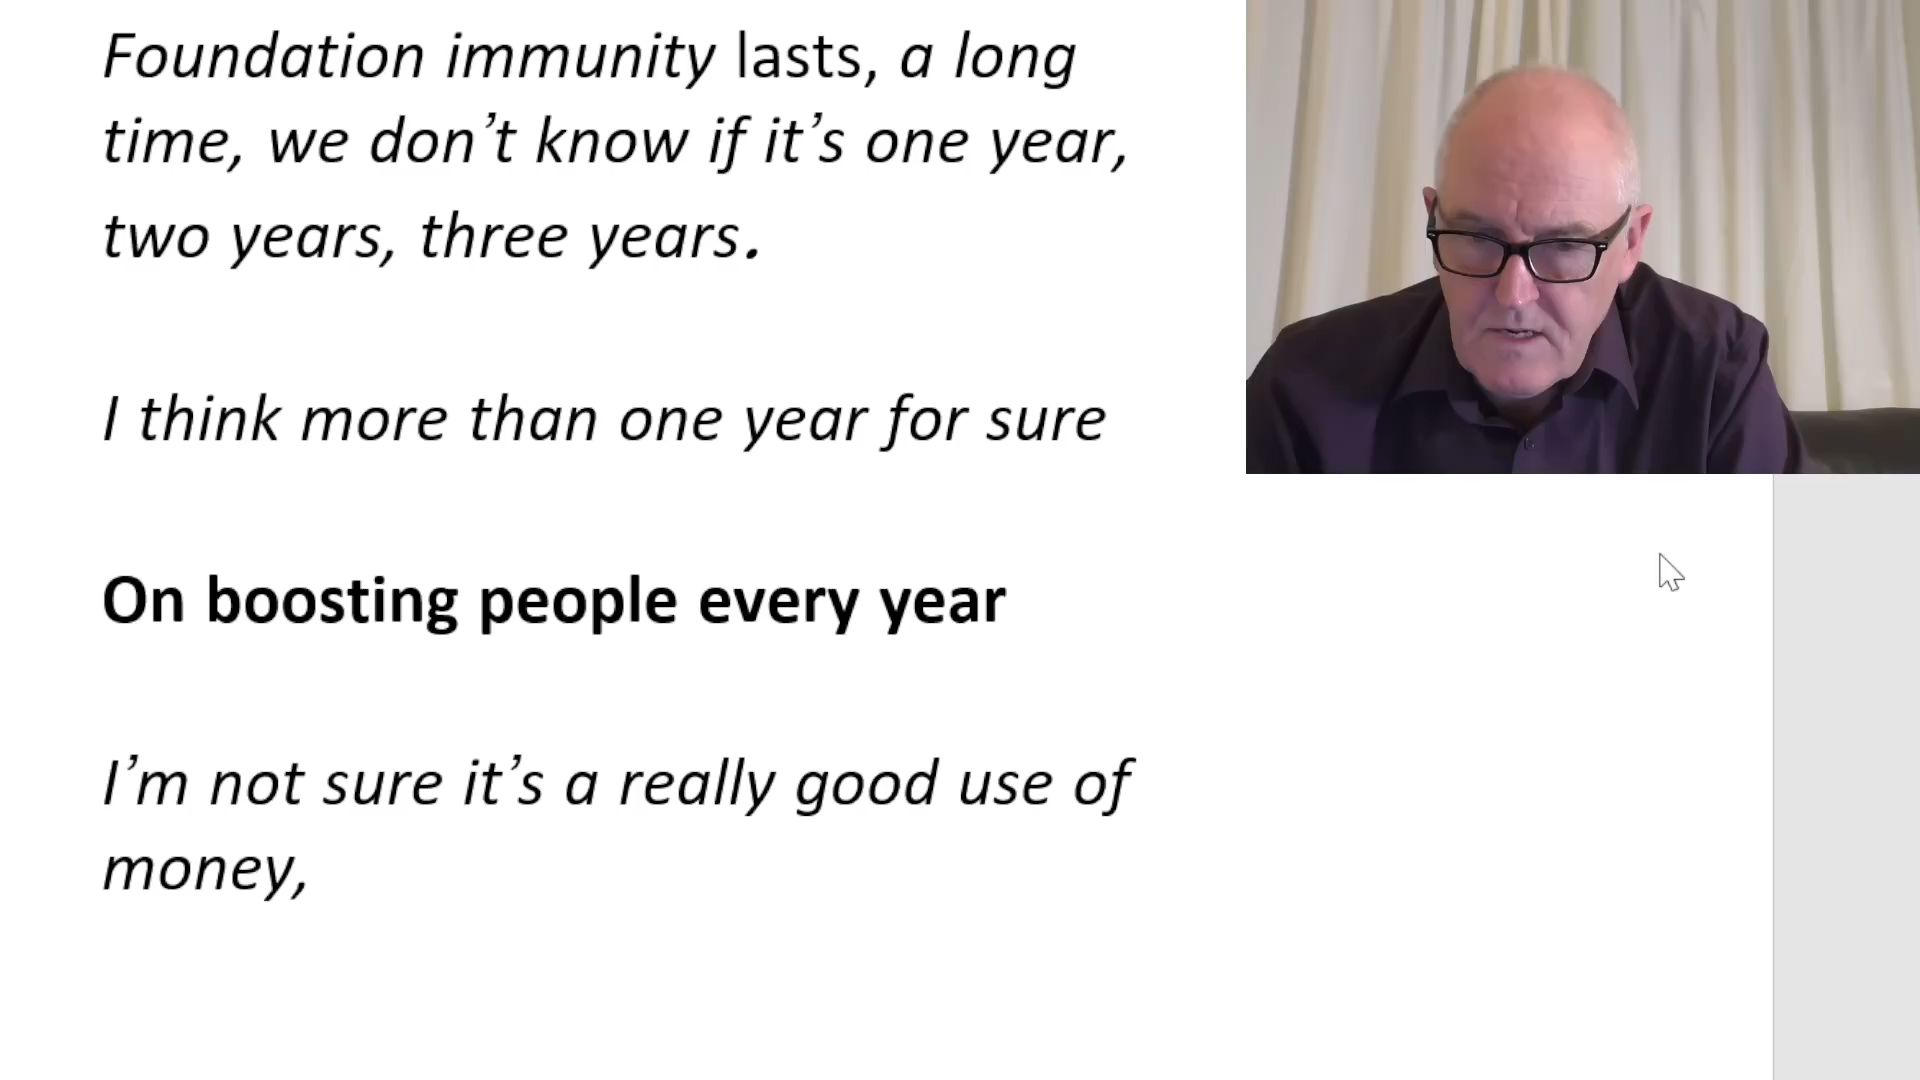 Foundation immunity lasts, a long
time, we don’t know if it’s one year,
two years, three years.
I think more than one year for sure
On boosting people every year
I’m not sure it’s a really good use of
money,